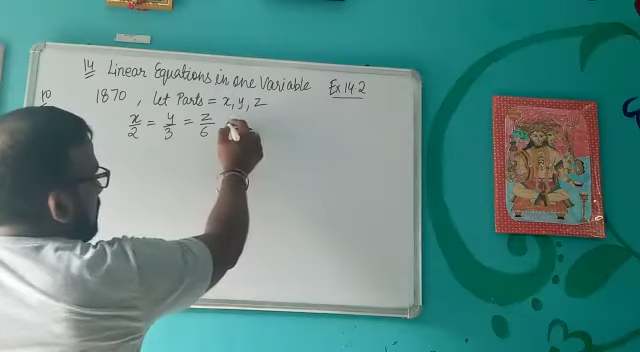 14 Linear Equations in one Variable Ex 14.2
10 1870, let Parts = x, y, z
x/2 = y/3 = z/6